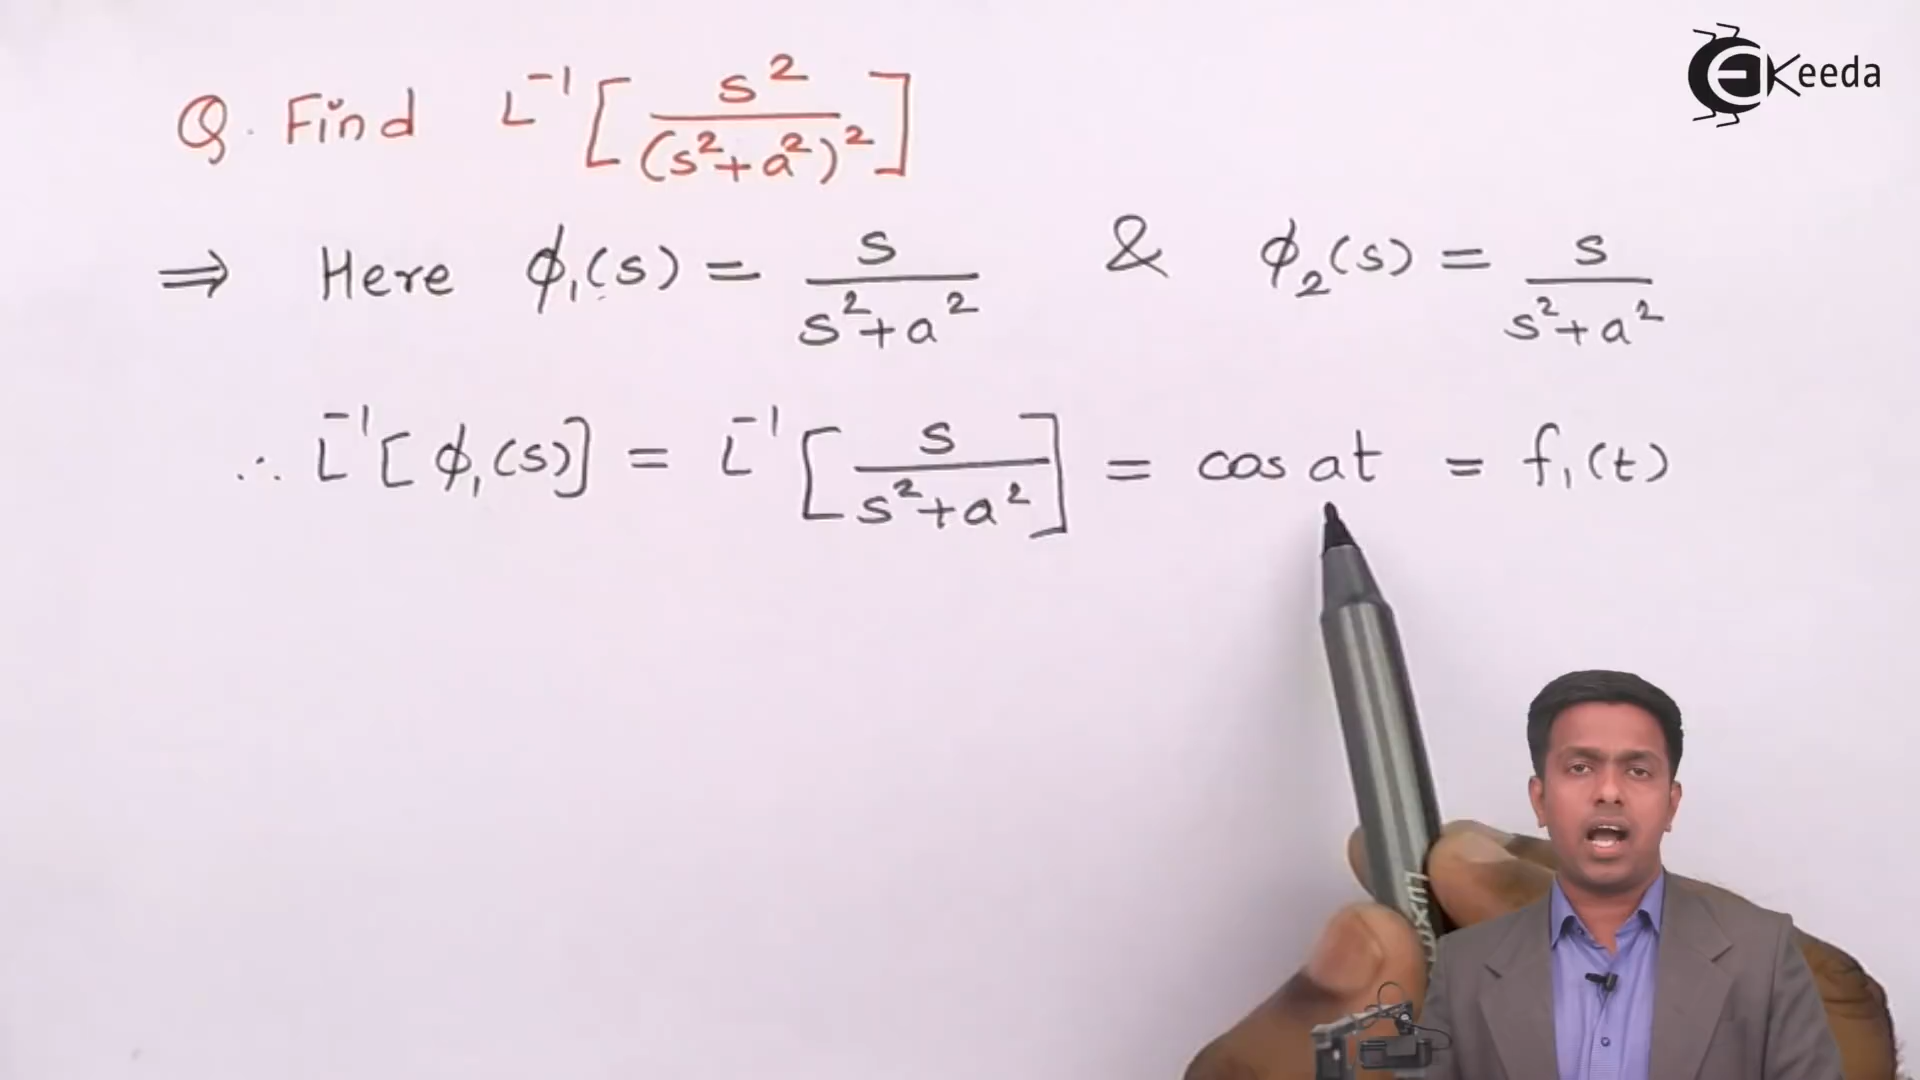 EKeeda
Q. Find L⁻¹[s²/(s²+a²)²]
⇒ Here ϕ₁(s) = s/(s²+a²) & ϕ₂(s) = s/(s²+a²)
∴ L⁻¹[ϕ₁(s)] = L⁻¹[s/(s²+a²)] = cos at = f₁(t)